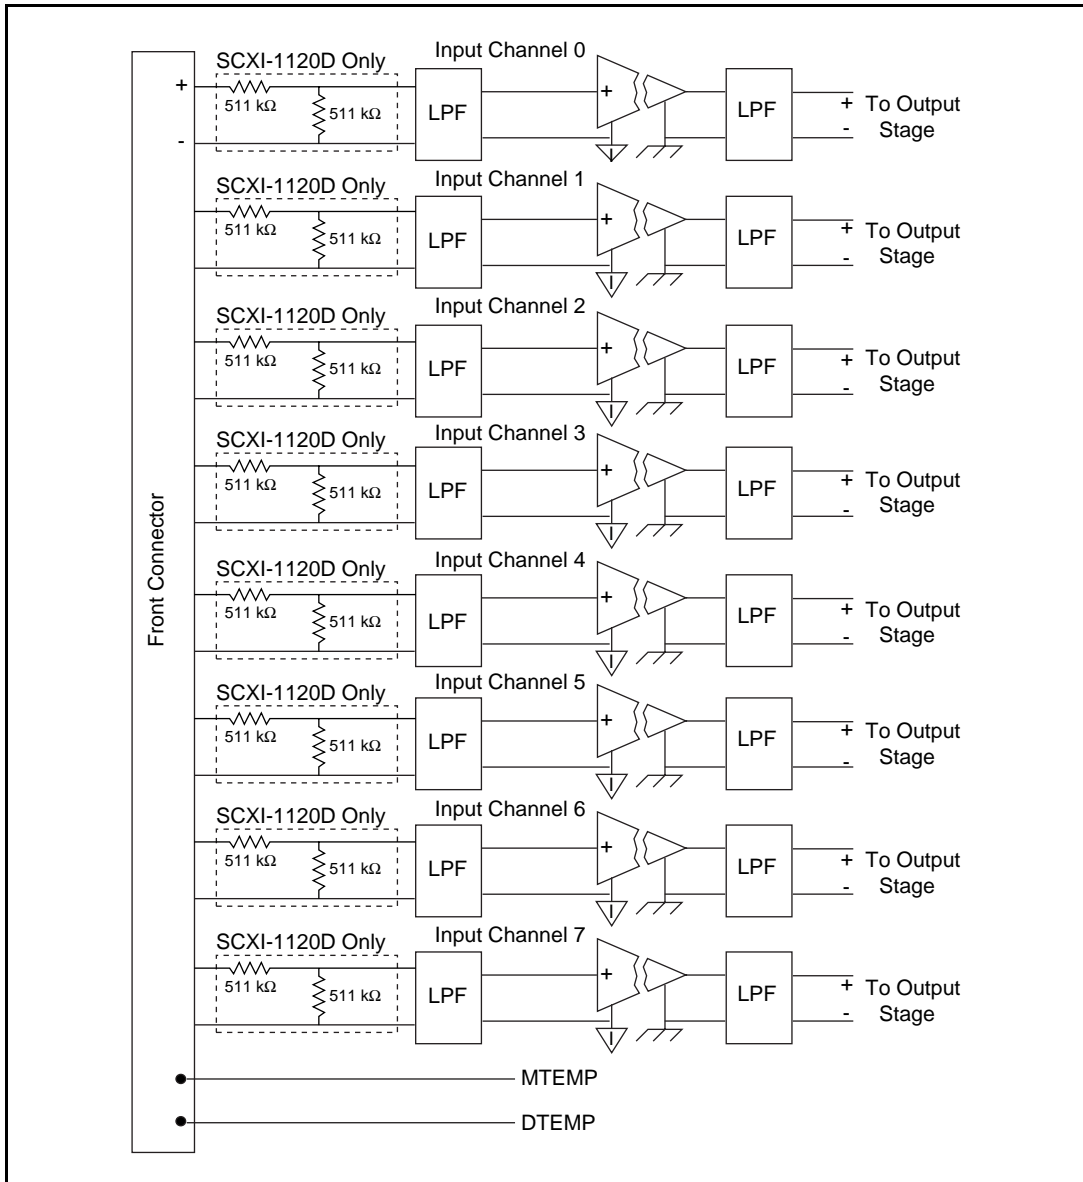 Input Channel 0
SCXI-1120D Only
+
511 kΩ
511 kΩ
-
LPF
+
I
LPF
+ To Output
- Stage
Input Channel 1
SCXI-1120D Only
511 kΩ
511 kΩ
LPF
+
I
LPF
+ To Output
- Stage
Input Channel 2
SCXI-1120D Only
511 kΩ
511 kΩ
LPF
+
I
LPF
+ To Output
- Stage
Input Channel 3
SCXI-1120D Only
511 kΩ
511 kΩ
LPF
+
I
LPF
+ To Output
- Stage
Front Connector
Input Channel 4
SCXI-1120D Only
511 kΩ
511 kΩ
LPF
+
I
LPF
+ To Output
- Stage
Input Channel 5
SCXI-1120D Only
511 kΩ
511 kΩ
LPF
+
I
LPF
+ To Output
- Stage
Input Channel 6
SCXI-1120D Only
511 kΩ
511 kΩ
LPF
+
I
LPF
+ To Output
- Stage
Input Channel 7
SCXI-1120D Only
511 kΩ
511 kΩ
LPF
+
I
LPF
+ To Output
- Stage
MTEMP
DTEMP